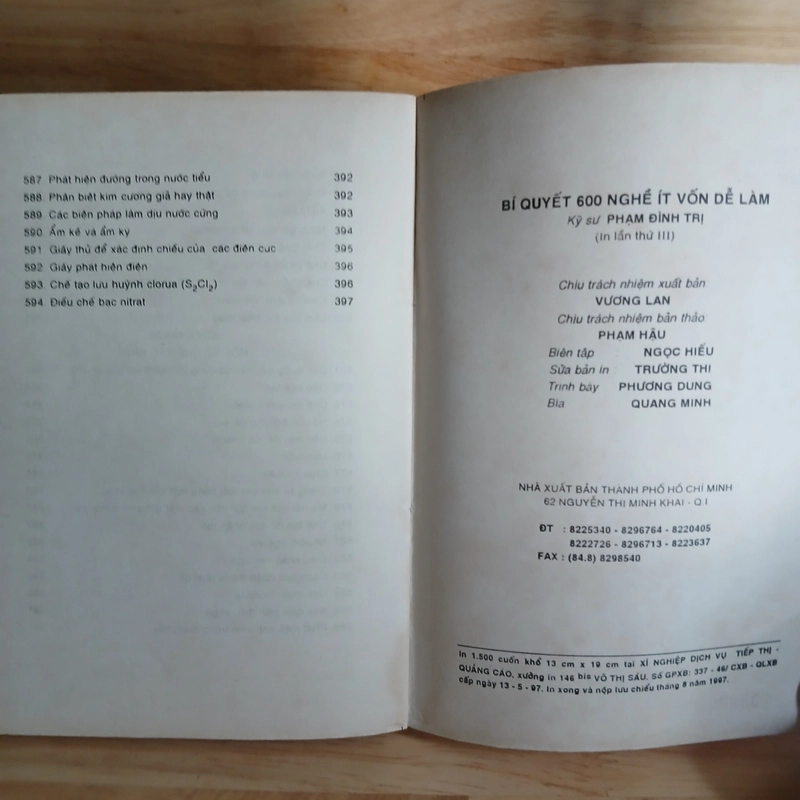 587. Phát hiện đường trong nước tiểu 392
588. Phân biệt kim cương giả hay thật 392
589. Các biện pháp làm dịu nước cứng 393
590. Ẩm kế và ẩm ký 394
591. Giấy thử để xác định chiều của các điện cực 395
592. Giấy phát hiện điện 396
593. Chế tạo lưu huỳnh clorua (S₂Cl₂) 396
594. Điều chế bạc nitrat 397
BÍ QUYẾT 600 NGHỀ ÍT VỐN DỄ LÀM
Kỹ sư PHẠM ĐÌNH TRỊ
(In lần thứ III)
Chịu trách nhiệm xuất bản
VƯƠNG LAN
Chịu trách nhiệm bản thảo
PHẠM HẬU
Biên tập NGỌC HIẾU
Sửa bản in TRƯỜNG THI
Trình bày PHƯƠNG DUNG
Bìa QUANG MINH
NHÀ XUẤT BẢN THÀNH PHỐ HỒ CHÍ MINH
62 NGUYỄN THỊ MINH KHAI - Q I
ĐT : 8225340 - 8296764 - 8220405
8222726 - 8296713 - 8223637
FAX : (84.8) 8298540
In 1.500 cuốn khổ 13 cm x 19 cm tại XÍ NGHIỆP DỊCH VỤ TIẾP THỊ -
QUẢNG CÁO, xưởng in 146 bis VÕ THỊ SÁU. Số GPXB: 337 - 46/ CXB - QLXB
cấp ngày 13 - 5 - 97. In xong và nộp lưu chiểu tháng 8 năm 1997.